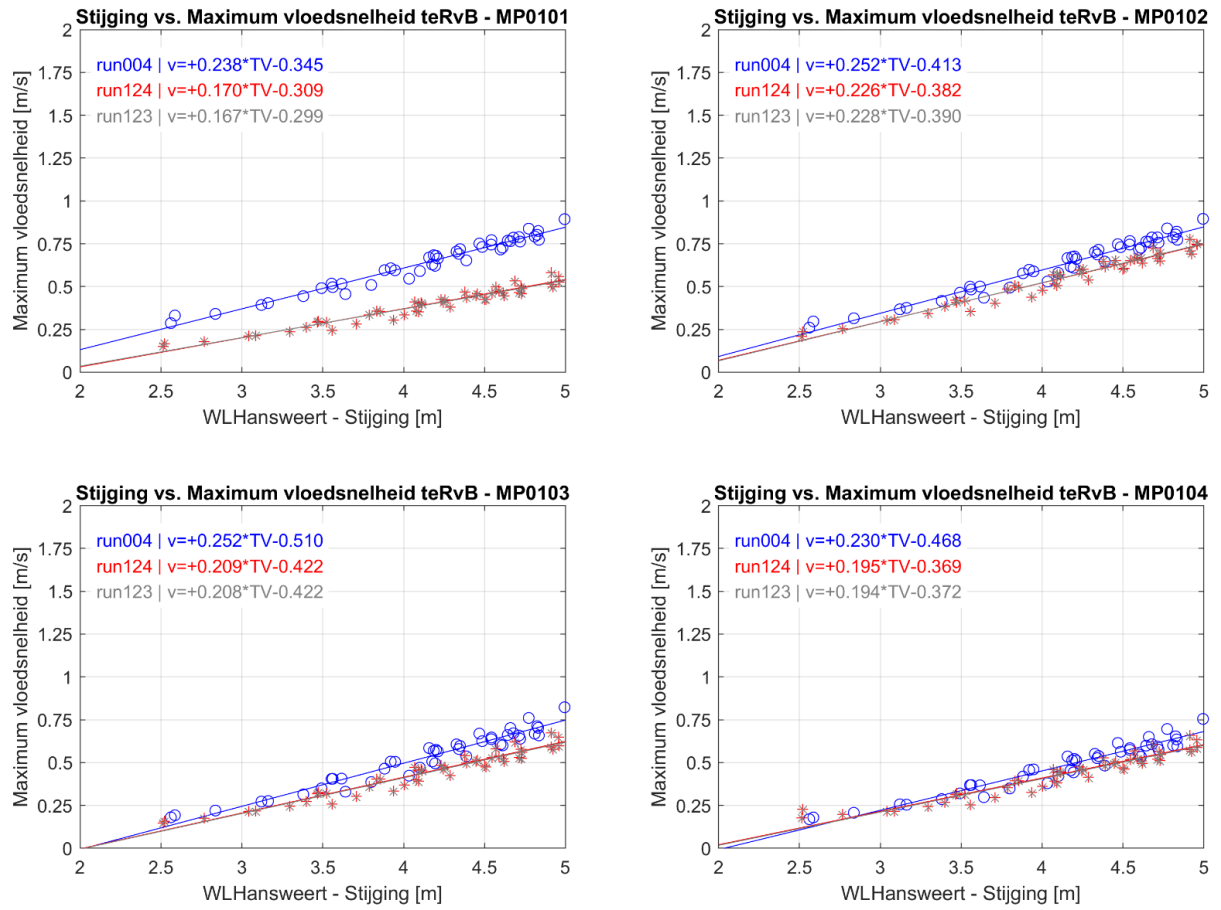 Stijging vs. Maximum vloedsnelheid teRvB - MP0101
Maximum vloedsnelheid [m/s]
2
1.75
1.5
1.25
1
0.75
0.5
0.25
0
run004 | v=+0.238*TV-0.345
run124 | v=+0.170*TV-0.309
run123 | v=+0.167*TV-0.299
2 2.5 3 3.5 4 4.5 5
WLHansweert - Stijging [m]
Stijging vs. Maximum vloedsnelheid teRvB - MP0102
Maximum vloedsnelheid [m/s]
2
1.75
1.5
1.25
1
0.75
0.5
0.25
0
run004 | v=+0.252*TV-0.413
run124 | v=+0.226*TV-0.382
run123 | v=+0.228*TV-0.390
2 2.5 3 3.5 4 4.5 5
WLHansweert - Stijging [m]
Stijging vs. Maximum vloedsnelheid teRvB - MP0103
Maximum vloedsnelheid [m/s]
2
1.75
1.5
1.25
1
0.75
0.5
0.25
0
run004 | v=+0.252*TV-0.510
run124 | v=+0.209*TV-0.422
run123 | v=+0.208*TV-0.422
2 2.5 3 3.5 4 4.5 5
WLHansweert - Stijging [m]
Stijging vs. Maximum vloedsnelheid teRvB - MP0104
Maximum vloedsnelheid [m/s]
2
1.75
1.5
1.25
1
0.75
0.5
0.25
0
run004 | v=+0.230*TV-0.468
run124 | v=+0.195*TV-0.369
run123 | v=+0.194*TV-0.372
2 2.5 3 3.5 4 4.5 5
WLHansweert - Stijging [m]